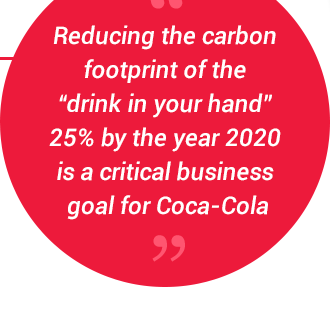 Reducing the carbon
footprint of the
“drink in your hand”
25% by the year 2020
is a critical business
goal for Coca-Cola
”